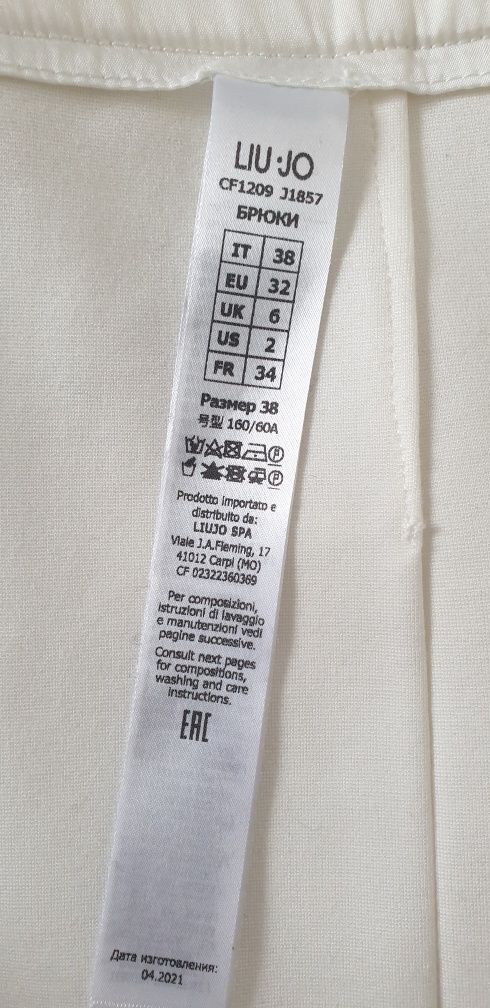 LIU·JO
CF1209 J1857
БРЮКИ
IT 38
EU 32
UK 6
US 2
FR 34
Размер 38
号型 160/60A
Prodotto importato e
distribuito da:
LIUJO SPA
Viale J.A.Fleming, 17
41012 Carpi (MO)
CF 02322360369
Per composizioni,
istruzioni di lavaggio
e manutenzioni vedi
pagine successive.
Consult next pages
for compositions,
washing and care
instructions.
EAC
Дата изготовления:
04.2021